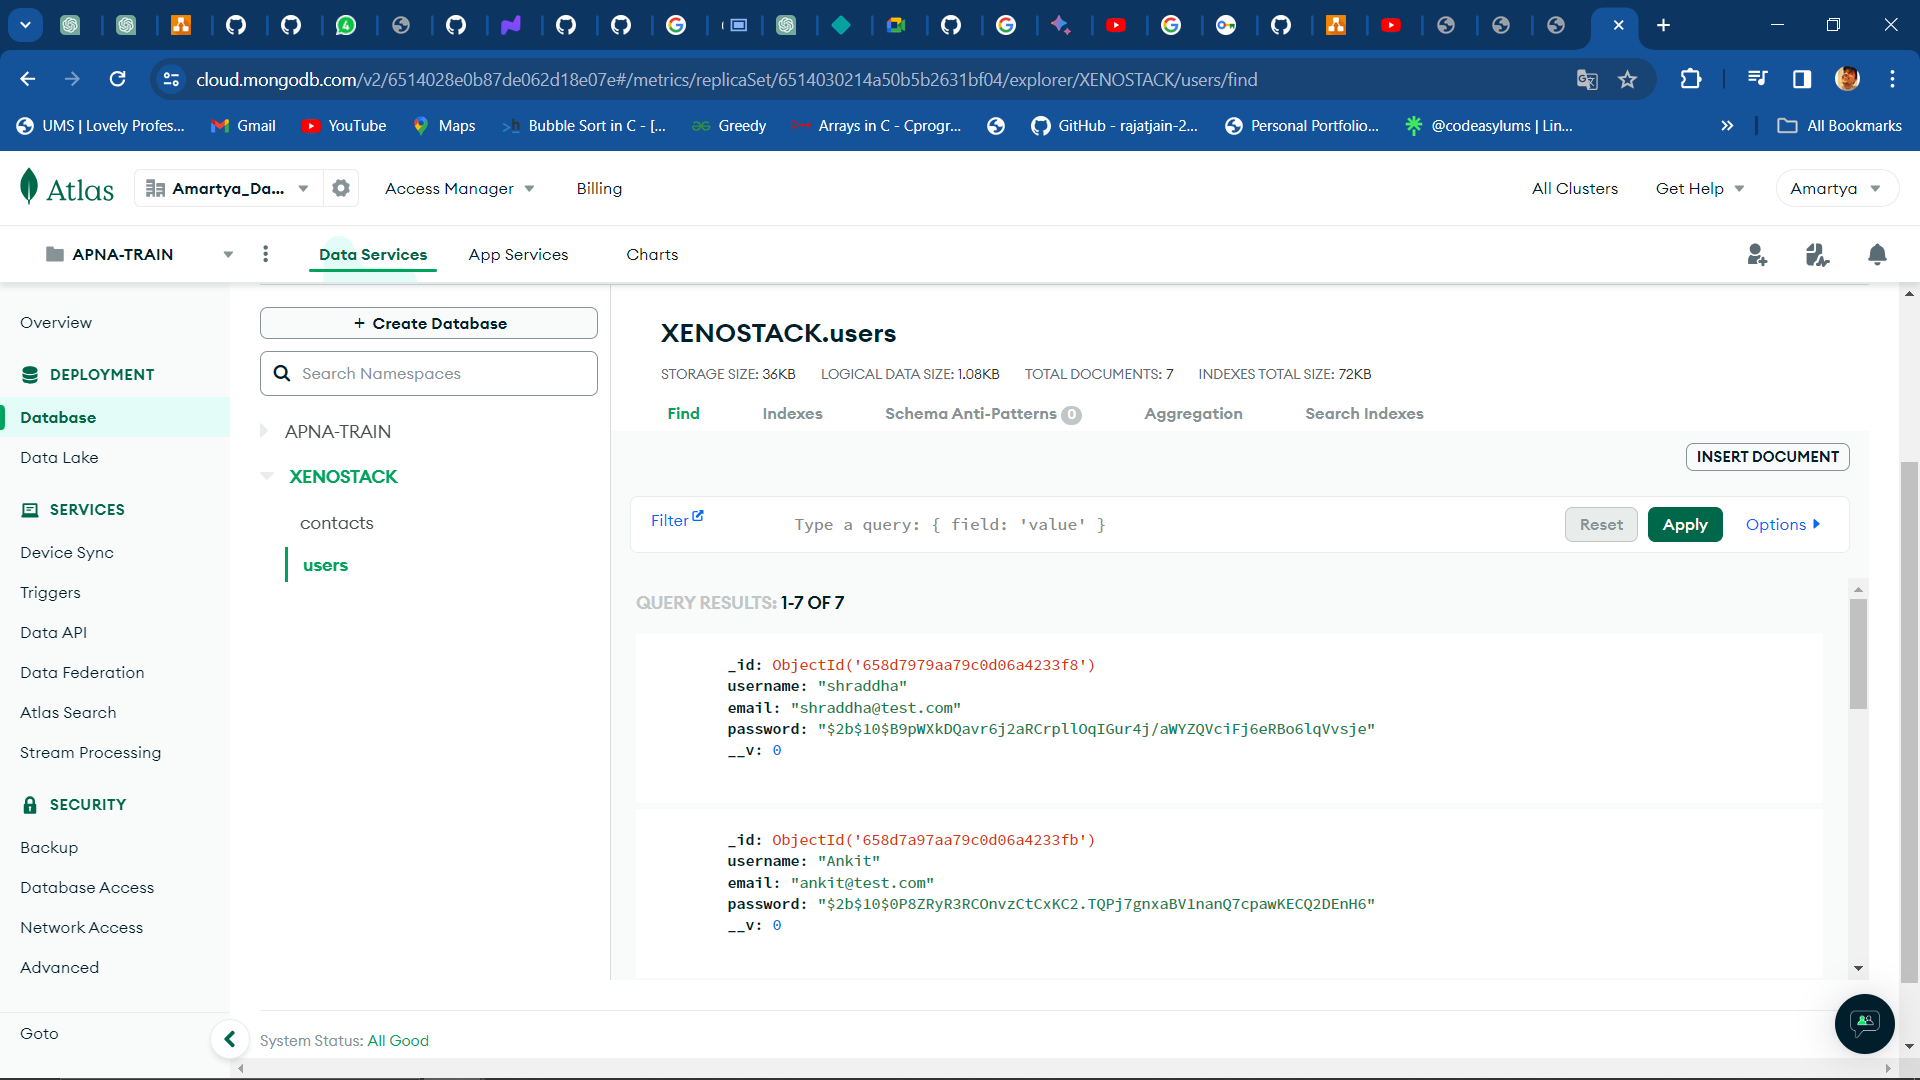 cloud.mongodb.com/v2/6514028e0b87de062d18e07e#/metrics/replicaSet/6514030214a50b5b2631bf04/explorer/XENOSTACK/users/find
UMS | Lovely Profes... Gmail YouTube Maps Bubble Sort in C - [... Greedy Arrays in C - Cprogr... GitHub - rajatjain-2... Personal Portfolio... @codeasylums | Lin... » All Bookmarks
Atlas Amartya_Da... Access Manager Billing All Clusters Get Help Amartya
APNA-TRAIN Data Services App Services Charts
Overview
DEPLOYMENT
Database
Data Lake
SERVICES
Device Sync
Triggers
Data API
Data Federation
Atlas Search
Stream Processing
SECURITY
Backup
Database Access
Network Access
Advanced
Goto
+ Create Database
Search Namespaces
APNA-TRAIN
XENOSTACK
contacts
users
XENOSTACK.users
STORAGE SIZE: 36KB LOGICAL DATA SIZE: 1.08KB TOTAL DOCUMENTS: 7 INDEXES TOTAL SIZE: 72KB
Find Indexes Schema Anti-Patterns 0 Aggregation Search Indexes
INSERT DOCUMENT
Filter Type a query: { field: 'value' } Reset Apply Options
QUERY RESULTS: 1-7 OF 7
_id: ObjectId('658d7979aa79c0d06a4233f8')
username: "shraddha"
email: "shraddha@test.com"
password: "$2b$10$B9pWXkDQavr6j2aRCrpllOqIGur4j/aWYZQVciFj6eRBo6lqVvsje"
__v: 0
_id: ObjectId('658d7a97aa79c0d06a4233fb')
username: "Ankit"
email: "ankit@test.com"
password: "$2b$10$0P8ZRyR3RCOnvzCtCxKC2.TQPj7gnxaBV1nanQ7cpawKECQ2DEnH6"
__v: 0
System Status: All Good